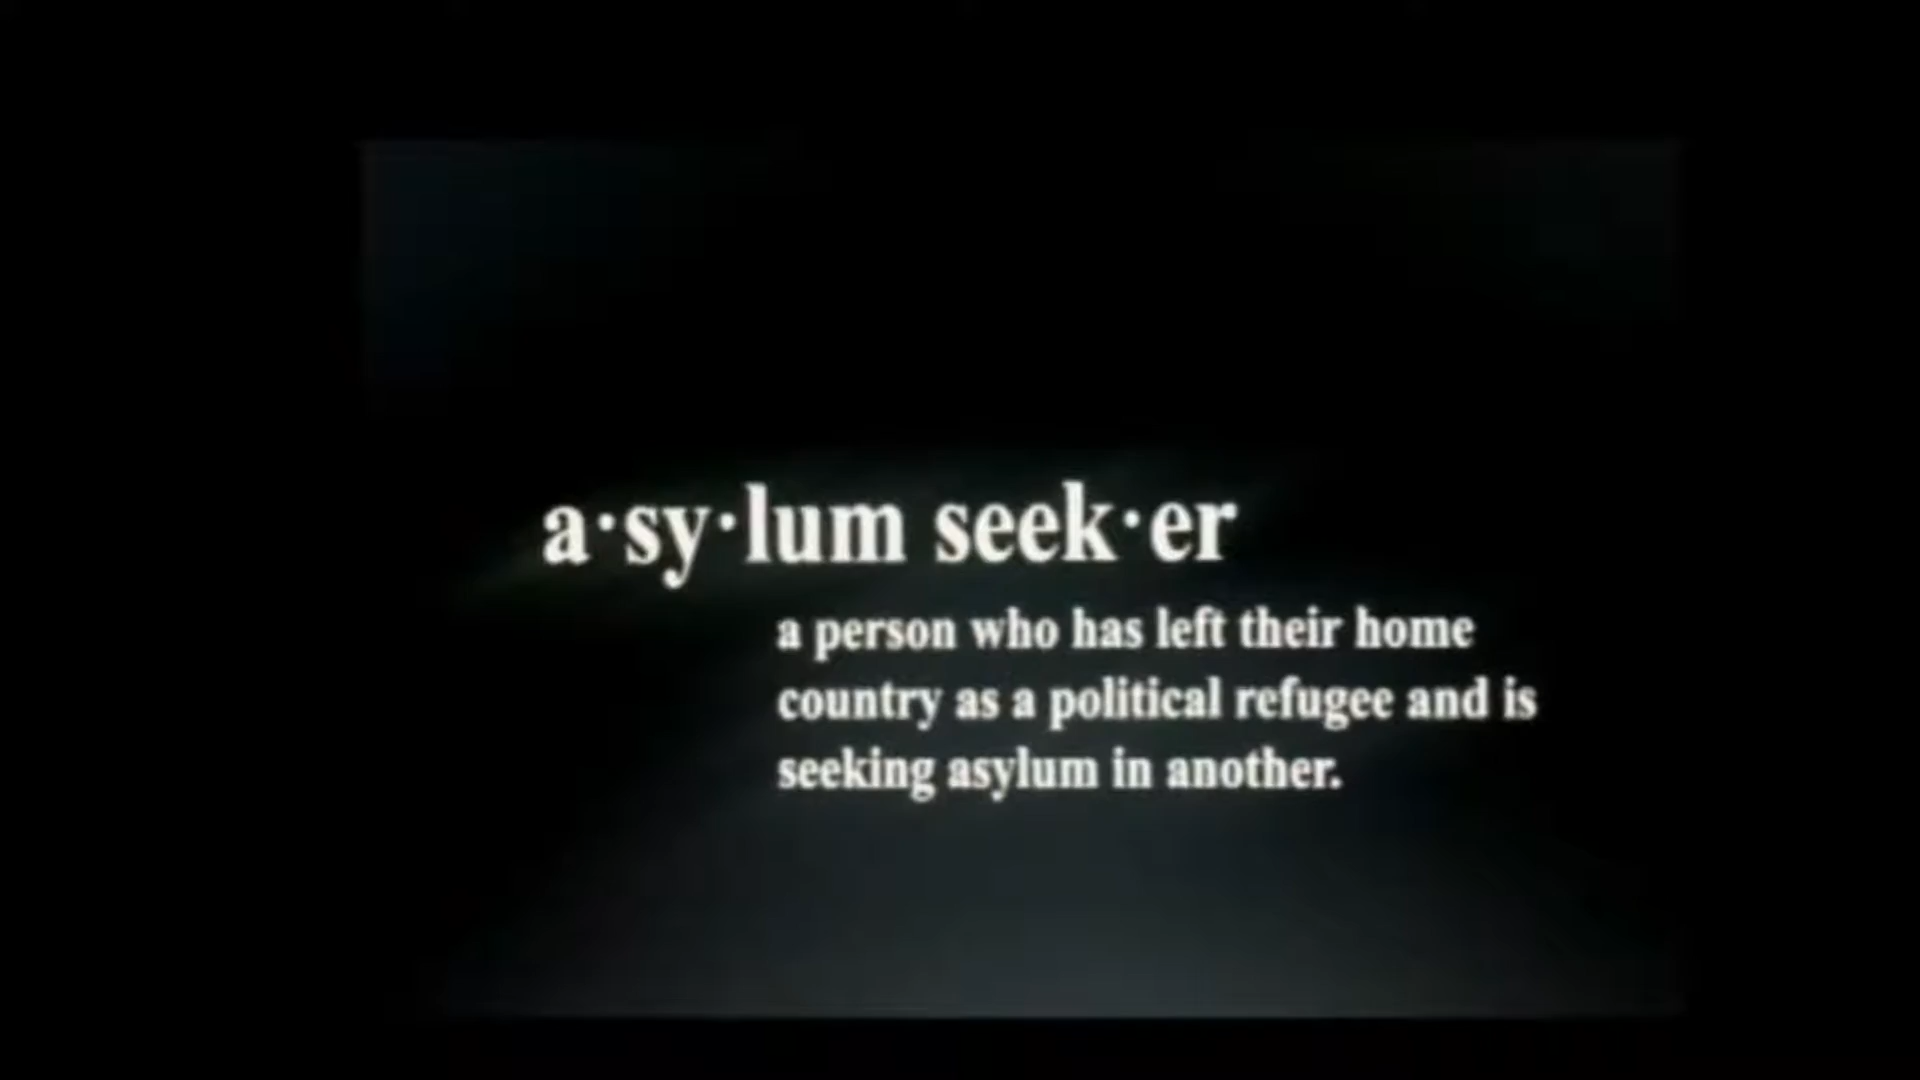 a·sy·lum seek·er
a person who has left their home
country as a political refugee and is
seeking asylum in another.